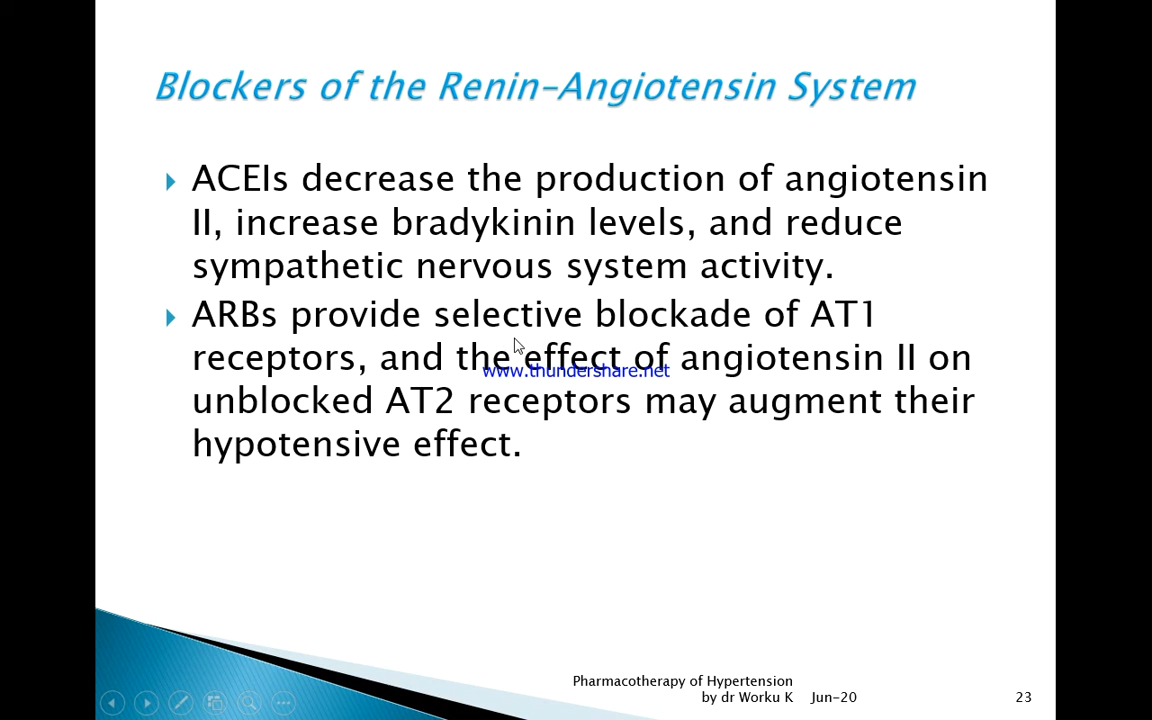 Blockers of the Renin-Angiotensin System
ACEIs decrease the production of angiotensin
II, increase bradykinin levels, and reduce
sympathetic nervous system activity.
ARBs provide selective blockade of AT1
receptors, and the effect of angiotensin II on
www.thundershare.net
unblocked AT2 receptors may augment their
hypotensive effect.
Pharmacotherapy of Hypertension
by dr Worku K Jun-20 23